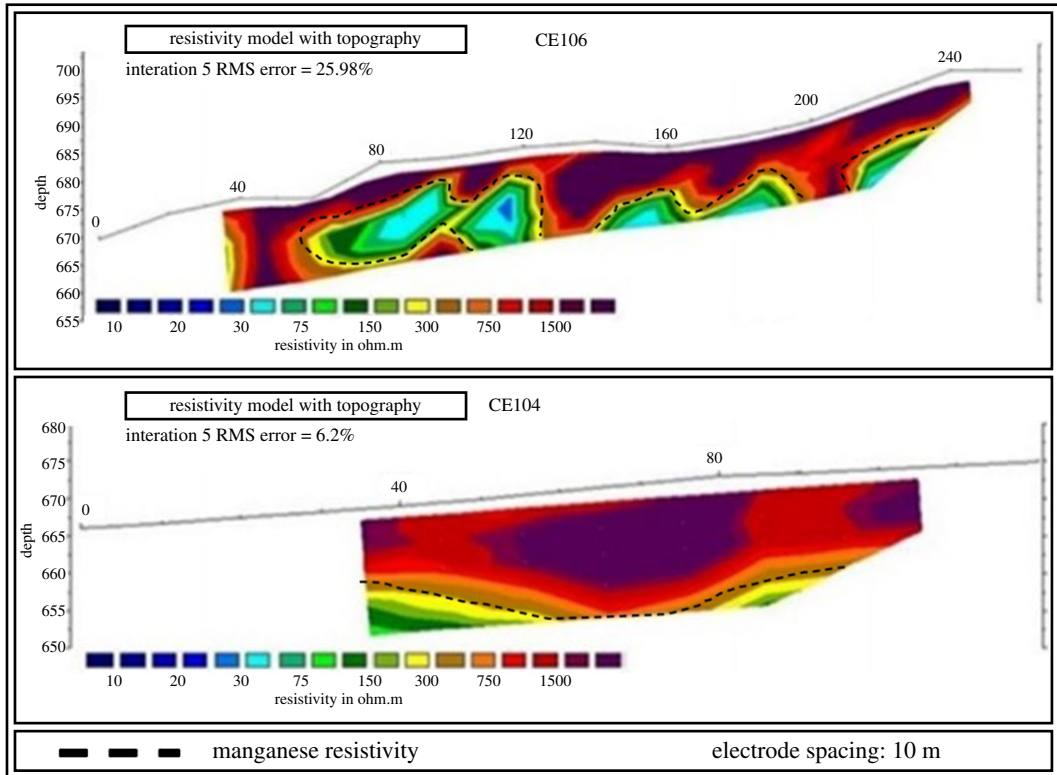 resistivity model with topography
CE106
interation 5 RMS error = 25.98%
depth
700
695
690
685
680
675
670
665
660
655
0
40
80
120
160
200
240
10 20 30 75 150 300 750 1500
resistivity in ohm.m
resistivity model with topography
CE104
interation 5 RMS error = 6.2%
depth
680
675
670
665
660
655
650
0
40
80
10 20 30 75 150 300 750 1500
resistivity in ohm.m
manganese resistivity
electrode spacing: 10 m